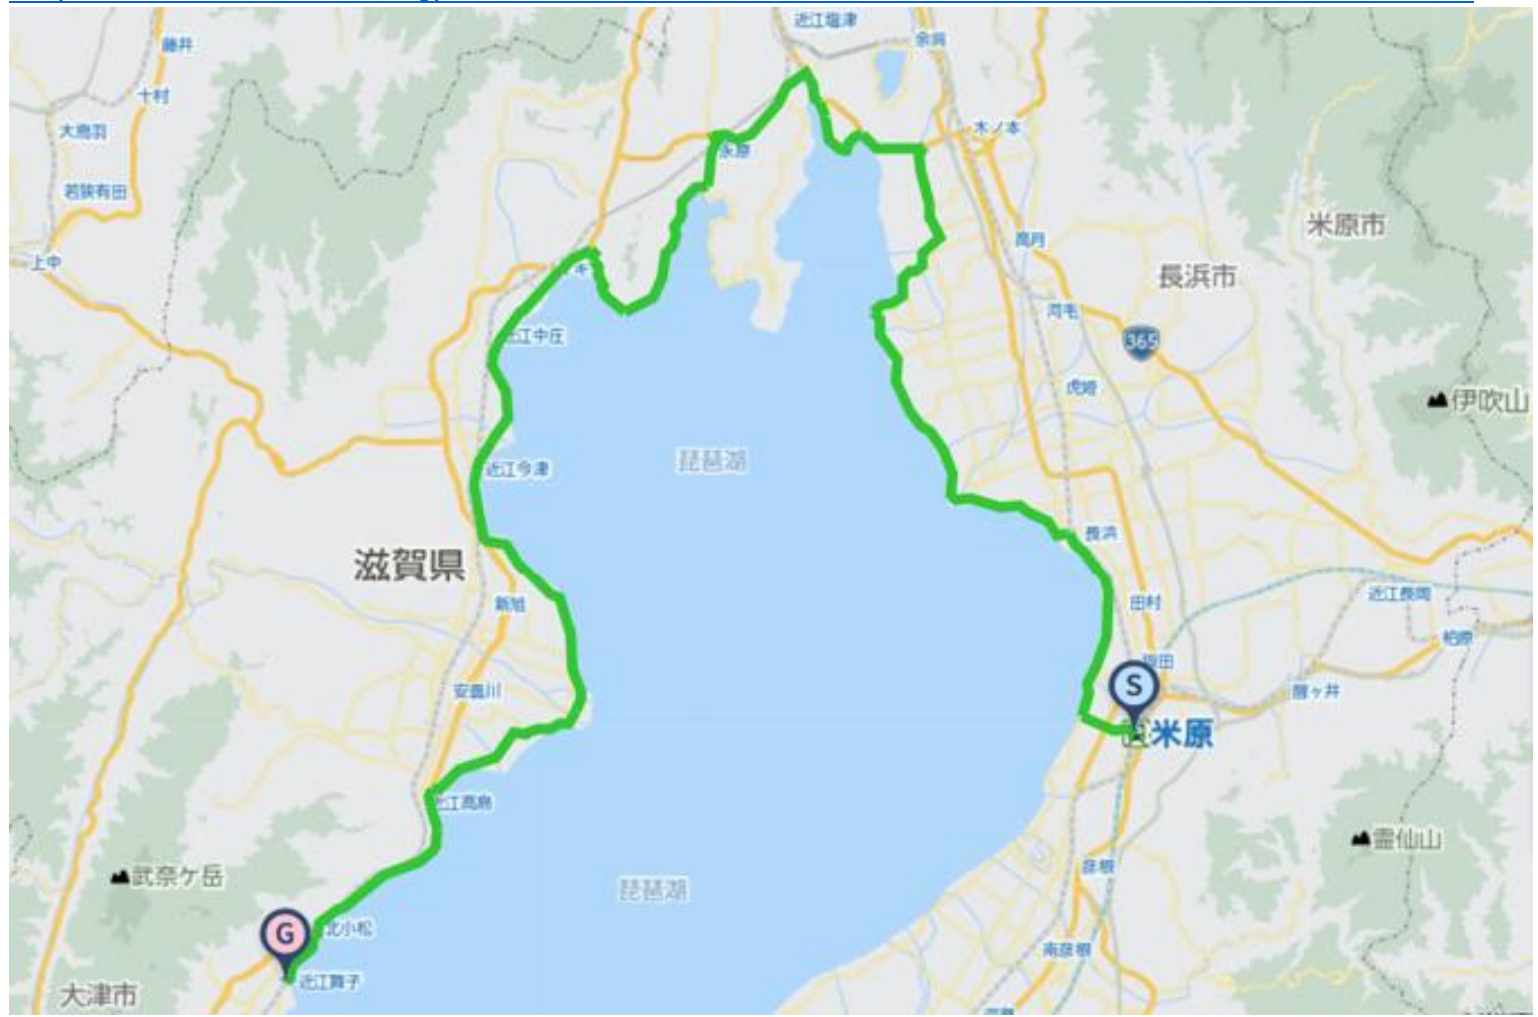 近江塩津
余呉
藤井
十村
大鳥羽
木ノ本
永原
若狭有田
米原市
高月
上中
長浜市
河毛
近江中庄
365
虎姫
伊吹山
琵琶湖
近江今津
長浜
滋賀県
近江長岡
新旭
田村
柏原
坂田
S
安曇川
醒ヶ井
米原
近江高島
霊仙山
彦根
武奈ケ岳
琵琶湖
G
北小松
南彦根
近江舞子
大津市